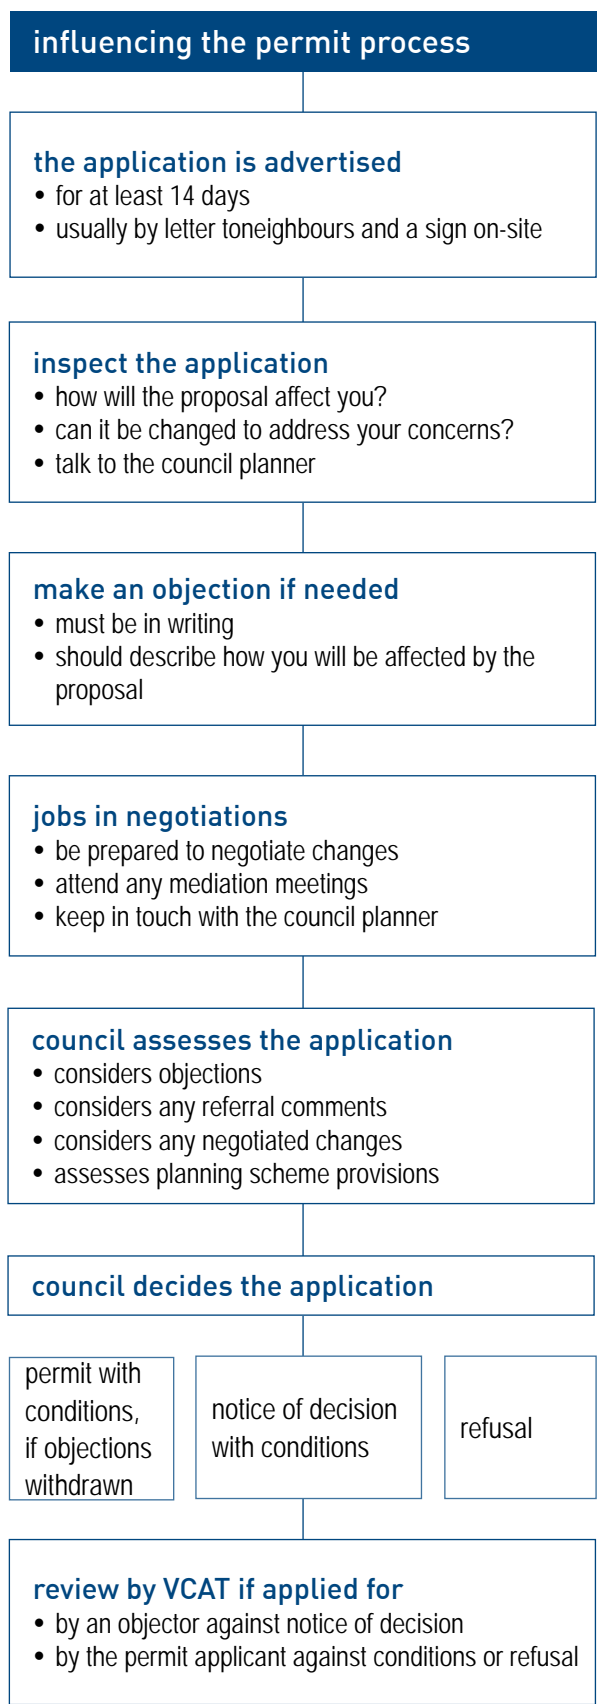 influencing the permit process
the application is advertised
• for at least 14 days
• usually by letter toneighbours and a sign on-site
inspect the application
• how will the proposal affect you?
• can it be changed to address your concerns?
• talk to the council planner
make an objection if needed
• must be in writing
• should describe how you will be affected by the
proposal
jobs in negotiations
• be prepared to negotiate changes
• attend any mediation meetings
• keep in touch with the council planner
council assesses the application
• considers objections
• considers any referral comments
• considers any negotiated changes
• assesses planning scheme provisions
council decides the application
permit with
conditions,
if objections
withdrawn
notice of decision
with conditions
refusal
review by VCAT if applied for
• by an objector against notice of decision
• by the permit applicant against conditions or refusal